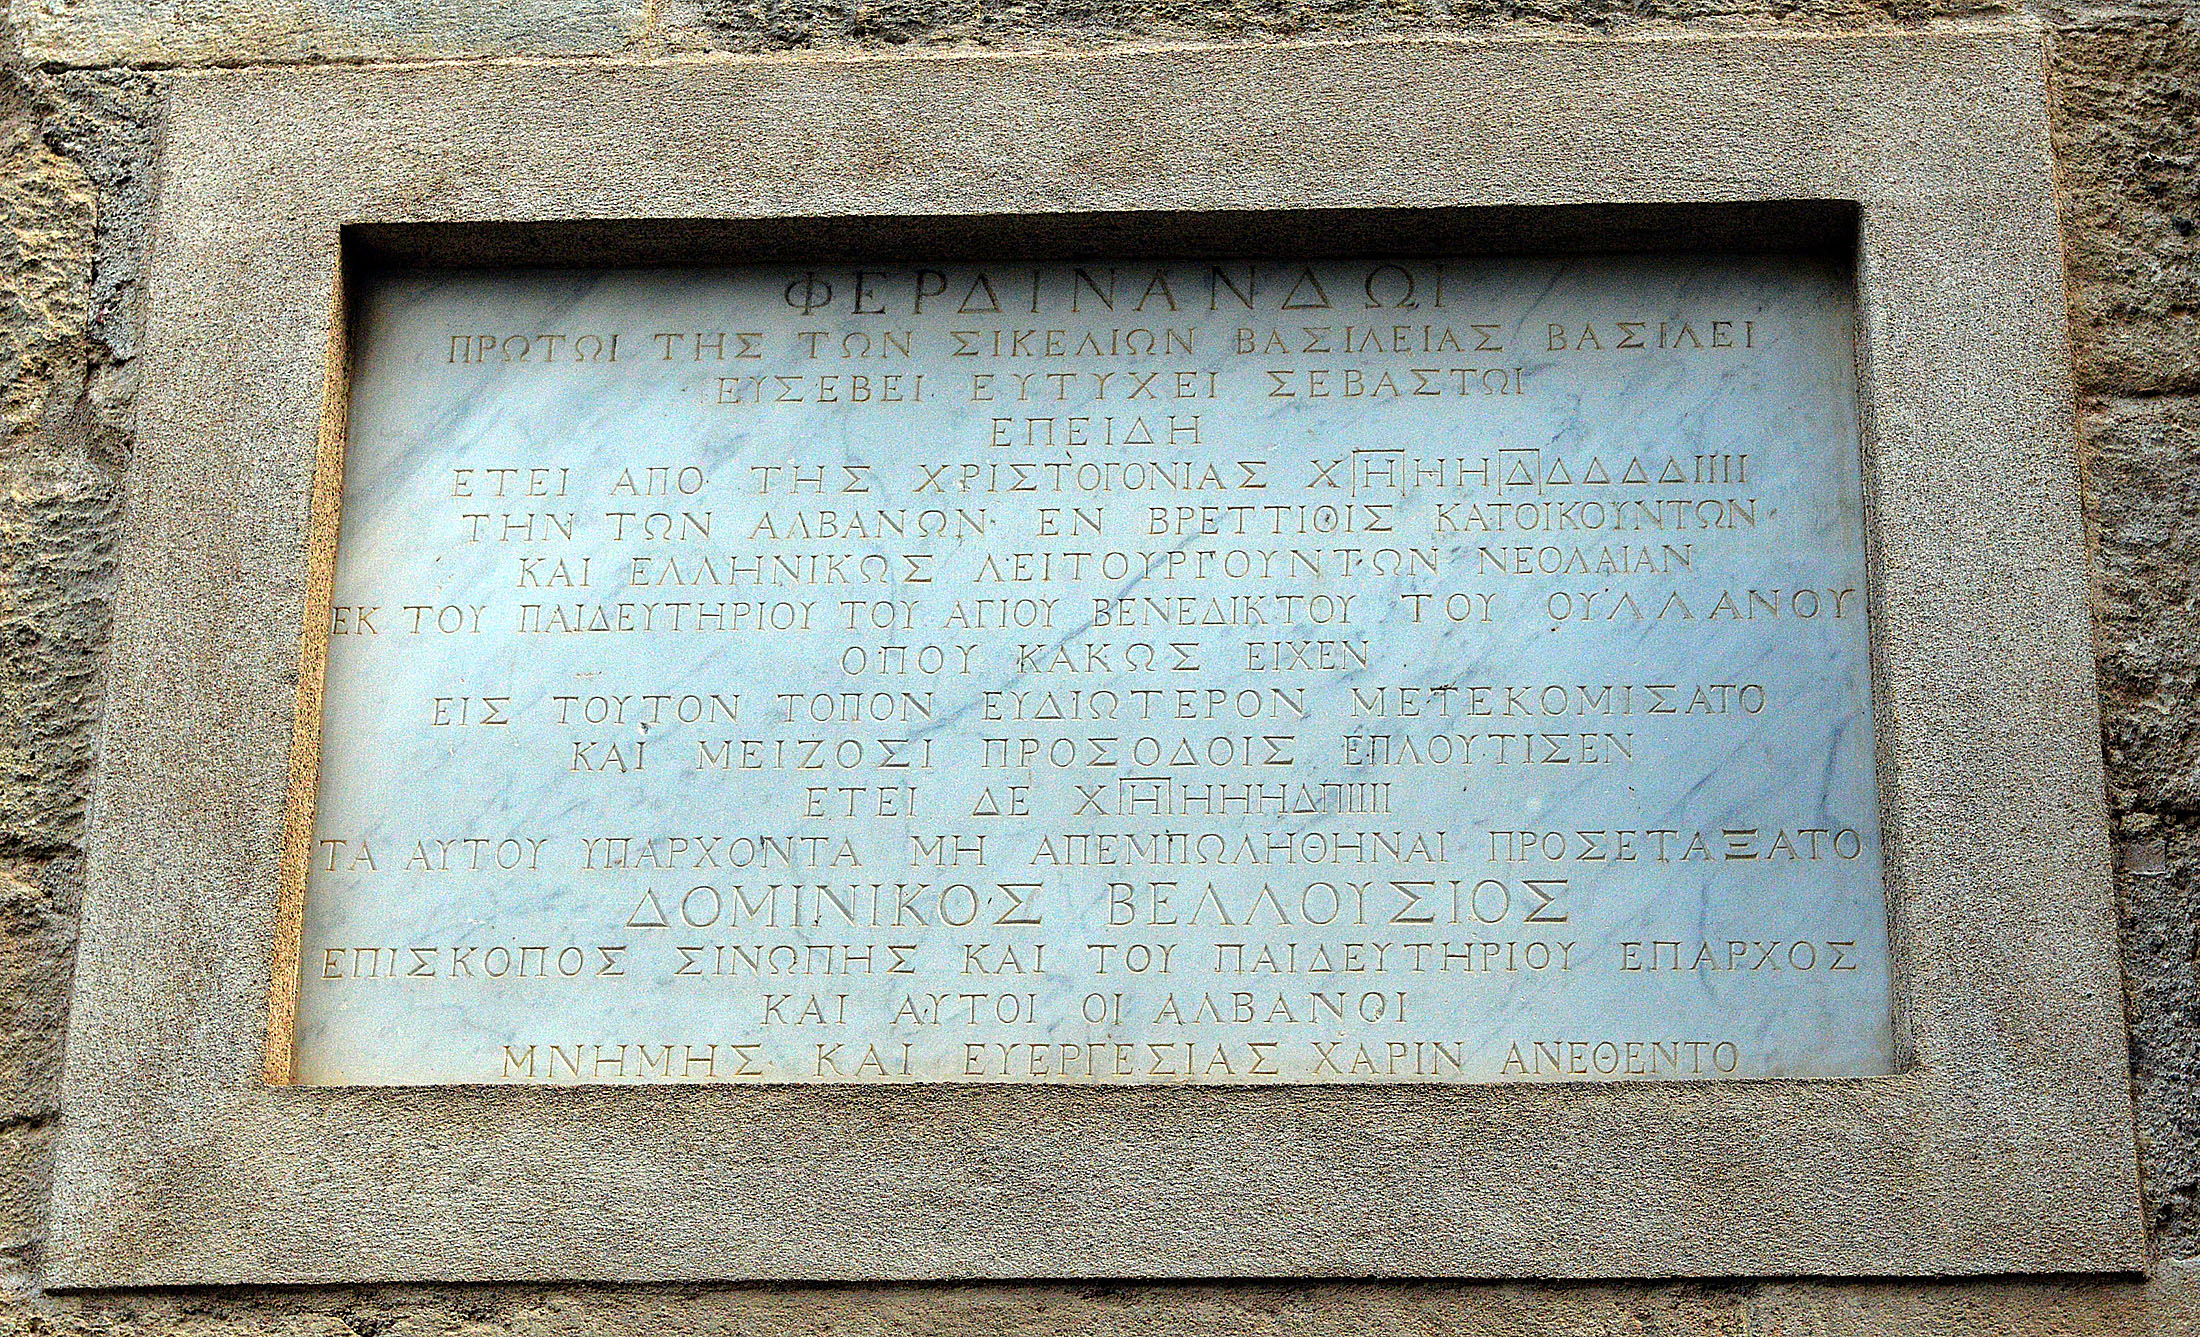 ΦΕΡΔΙΝΑΝΔΩΙ
ΠΡΩΤΩΙ ΤΗΣ ΤΩΝ ΣΙΚΕΛΙΩΝ ΒΑΣΙΛΕΙΑΣ ΒΑΣΙΛΕΙ
ΕΥΣΕΒΕΙ ΕΥΤΥΧΕΙ ΣΕΒΑΣΤΩΙ
ΕΠΕΙΔΗ
ΕΤΕΙ ΑΠΟ ΤΗΣ ΧΡΙΣΤΟΓΟΝΙΑΣ
ΤΗΝ ΤΩΝ ΑΛΒΑΝΩΝ ΕΝ ΒΡΕΤΤΙΟΙΣ ΚΑΤΟΙΚΟΥΝΤΩΝ
ΚΑΙ ΕΛΛΗΝΙΚΩΣ ΛΕΙΤΟΥΡΓΟΥΝΤΩΝ ΝΕΟΛΑΙΑΝ
ΕΚ ΤΟΥ ΠΑΙΔΕΥΤΗΡΙΟΥ ΤΟΥ ΑΓΙΟΥ ΒΕΝΕΔΙΚΤΟΥ ΤΟΥ ΟΥΛΛΑΝΟΥ
ΟΠΟΥ ΚΑΚΩΣ ΕΙΧΕΝ
ΕΙΣ ΤΟΥΤΟΝ ΤΟΠΟΝ ΕΥΔΙΩΤΕΡΟΝ ΜΕΤΕΚΟΜΙΣΑΤΟ
ΚΑΙ ΜΕΙΖΟΣΙ ΠΡΟΣΟΔΟΙΣ ΕΠΛΟΥΤΙΣΕΝ
ΕΤΕΙ ΔΕ
ΤΑ ΑΥΤΟΥ ΥΠΑΡΧΟΝΤΑ ΜΗ ΑΠΕΜΠΩΛΗΘΗΝΑΙ ΠΡΟΣΕΤΑΞΑΤΟ
ΔΟΜΙΝΙΚΟΣ ΒΕΛΛΟΥΣΙΟΣ
ΕΠΙΣΚΟΠΟΣ ΣΙΝΩΠΗΣ ΚΑΙ ΤΟΥ ΠΑΙΔΕΥΤΗΡΙΟΥ ΕΠΑΡΧΟΣ
ΚΑΙ ΑΥΤΟΙ ΟΙ ΑΛΒΑΝΟΙ
ΜΝΗΜΗΣ ΚΑΙ ΕΥΕΡΓΕΣΙΑΣ ΧΑΡΙΝ ΑΝΕΘΕΝΤΟ